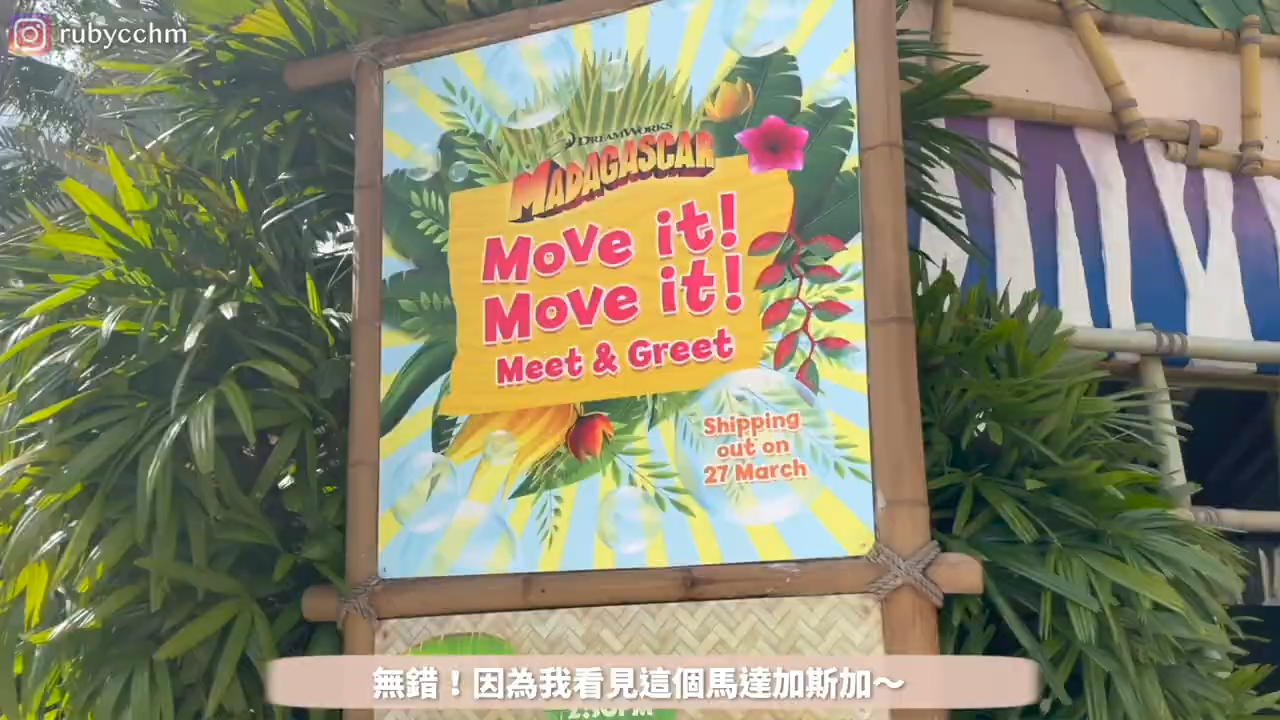 rubycchm
DREAMWORKS
MADAGASCAR
Move it!
Move it!
Meet & Greet
Shipping
out on
27 March
無錯！因為我看見這個馬達加斯加～